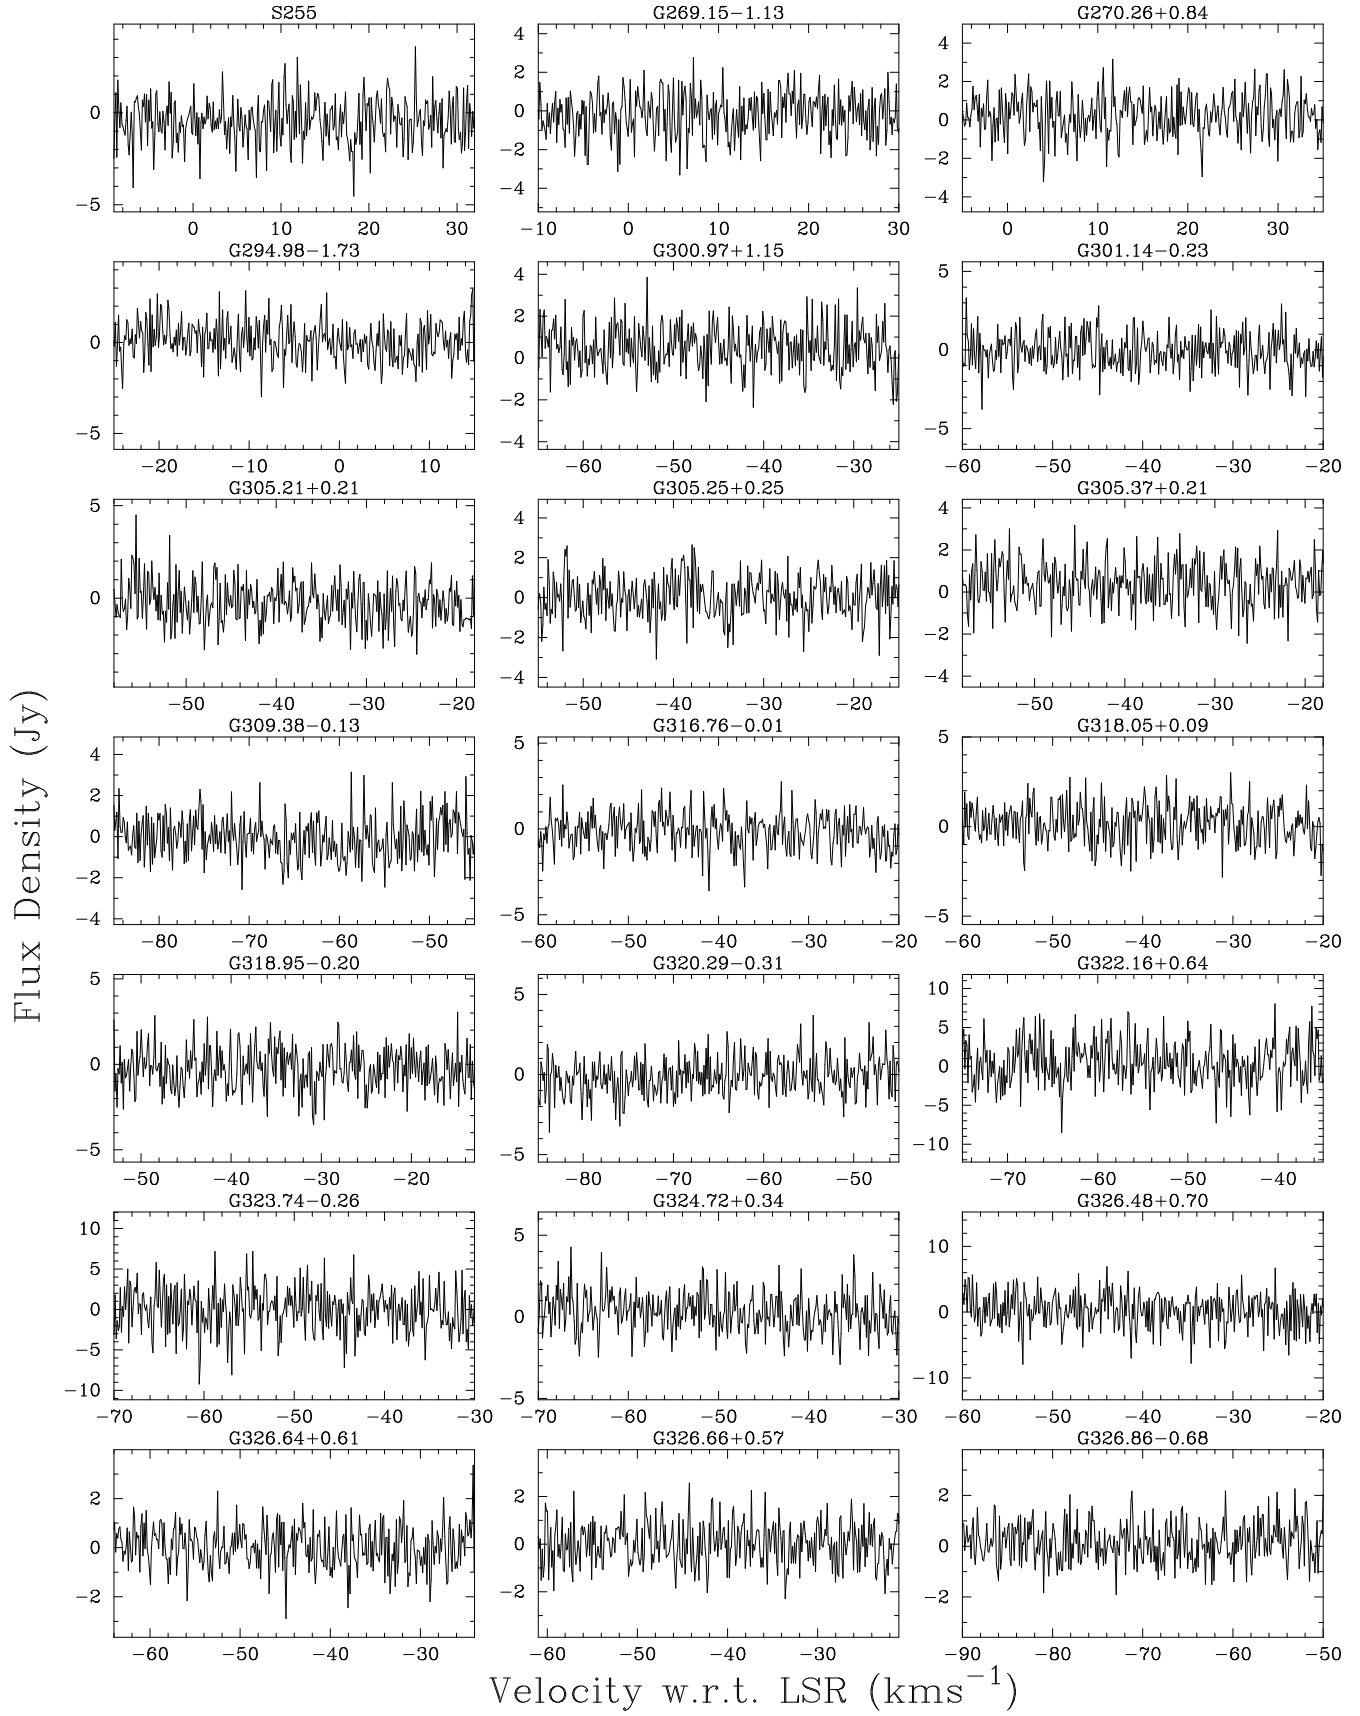 S255 G269.15−1.13 G270.26+0.84
0 −5 4 2 0 −2 −4 4 2 0 −2 −4
0 10 20 30 −10 0 10 20 30 0 10 20 30
G294.98−1.73 G300.97+1.15 G301.14−0.23
0 −5 4 2 0 −2 −4 5 0 −5
−20 −10 0 10 −60 −50 −40 −30 −60 −50 −40 −30 −20
G305.21+0.21 G305.25+0.25 G305.37+0.21
5 0 4 2 0 −2 −4 4 2 0 −2 −4
−50 −40 −30 −20 −50 −40 −30 −20 −50 −40 −30 −20
G309.38−0.13 G316.76−0.01 G318.05+0.09
4 2 0 −2 −4 5 0 −5 5 0 −5
−80 −70 −60 −50 −60 −50 −40 −30 −20 −60 −50 −40 −30 −20
G318.95−0.20 G320.29−0.31 G322.16+0.64
5 0 −5 5 0 −5 10 5 0 −5 −10
−50 −40 −30 −20 −80 −70 −60 −50 −70 −60 −50 −40
G323.74−0.26 G324.72+0.34 G326.48+0.70
10 5 0 −5 −10 5 0 −5 10 0 −10
−70 −60 −50 −40 −30 −70 −60 −50 −40 −30 −60 −50 −40 −30 −20
G326.64+0.61 G326.66+0.57 G326.86−0.68
2 0 −2 2 0 −2 2 0 −2
−60 −50 −40 −30 −60 −50 −40 −30 −90 −80 −70 −60 −50
Flux Density (Jy)
Velocity w.r.t. LSR (kms−1)